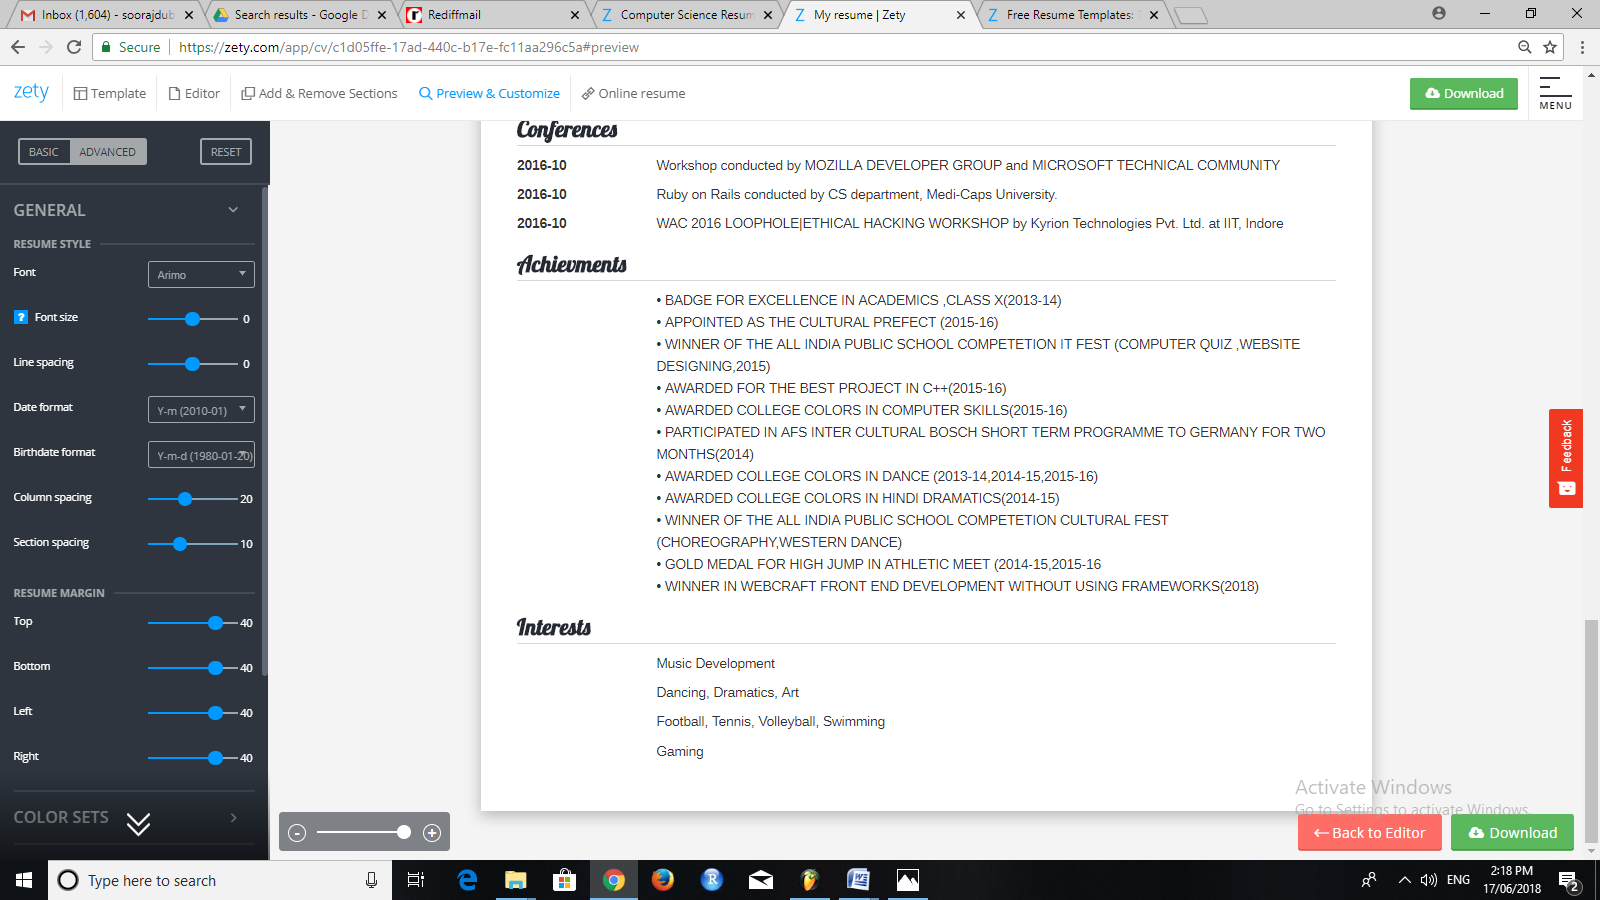 Inbox (1,604) - soorajdub
Search results - Google D
Rediffmail
Computer Science Resum
My resume | Zety
Free Resume Templates:
Secure
https://zety.com/app/cv/c1d05ffe-17ad-440c-b17e-fc11aa296c5a#preview
zety
Template
Editor
Add & Remove Sections
Preview & Customize
Online resume
Download
MENU
BASIC
ADVANCED
RESET
GENERAL
RESUME STYLE
Font
Arimo
? Font size
0
Line spacing
0
Date format
Y-m (2010-01)
Birthdate format
Y-m-d (1980-01-20)
Column spacing
20
Section spacing
10
RESUME MARGIN
Top
40
Bottom
40
Left
40
Right
40
COLOR SETS
Conferences
2016-10 Workshop conducted by MOZILLA DEVELOPER GROUP and MICROSOFT TECHNICAL COMMUNITY
2016-10 Ruby on Rails conducted by CS department, Medi-Caps University.
2016-10 WAC 2016 LOOPHOLE|ETHICAL HACKING WORKSHOP by Kyrion Technologies Pvt. Ltd. at IIT, Indore
Achievments
• BADGE FOR EXCELLENCE IN ACADEMICS ,CLASS X(2013-14)
• APPOINTED AS THE CULTURAL PREFECT (2015-16)
• WINNER OF THE ALL INDIA PUBLIC SCHOOL COMPETETION IT FEST (COMPUTER QUIZ ,WEBSITE
DESIGNING,2015)
• AWARDED FOR THE BEST PROJECT IN C++(2015-16)
• AWARDED COLLEGE COLORS IN COMPUTER SKILLS(2015-16)
• PARTICIPATED IN AFS INTER CULTURAL BOSCH SHORT TERM PROGRAMME TO GERMANY FOR TWO
MONTHS(2014)
• AWARDED COLLEGE COLORS IN DANCE (2013-14,2014-15,2015-16)
• AWARDED COLLEGE COLORS IN HINDI DRAMATICS(2014-15)
• WINNER OF THE ALL INDIA PUBLIC SCHOOL COMPETETION CULTURAL FEST
(CHOREOGRAPHY,WESTERN DANCE)
• GOLD MEDAL FOR HIGH JUMP IN ATHLETIC MEET (2014-15,2015-16
• WINNER IN WEBCRAFT FRONT END DEVELOPMENT WITHOUT USING FRAMEWORKS(2018)
Interests
Music Development
Dancing, Dramatics, Art
Football, Tennis, Volleyball, Swimming
Gaming
Feedback
Activate Windows
Go to Settings to activate Windows.
Back to Editor
Download
Type here to search
ENG
2:18 PM
17/06/2018
2